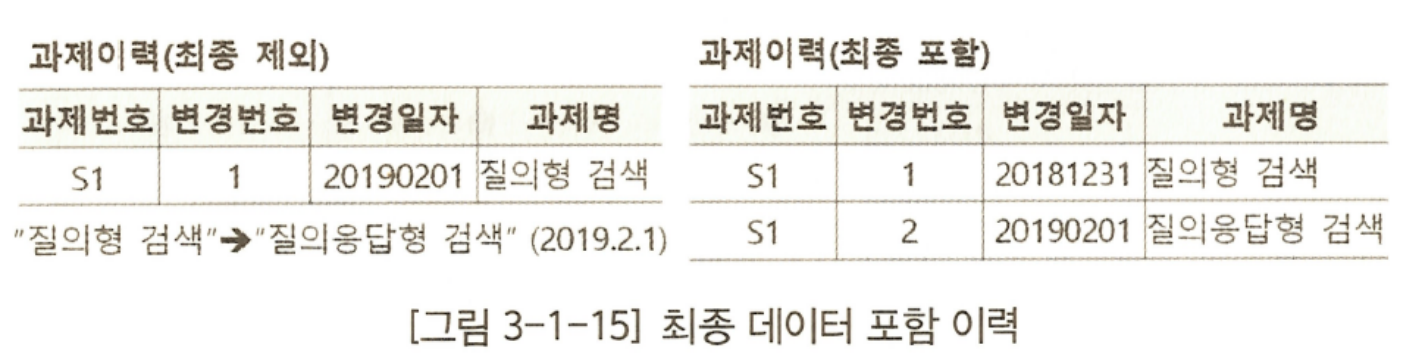 과제이력(최종 제외)
과제번호 변경번호 변경일자 과제명
S1 1 20190201 질의형 검색
"질의형 검색"➔"질의응답형 검색" (2019.2.1)
과제이력(최종 포함)
과제번호 변경번호 변경일자 과제명
S1 1 20181231 질의형 검색
S1 2 20190201 질의응답형 검색
[그림 3-1-15] 최종 데이터 포함 이력